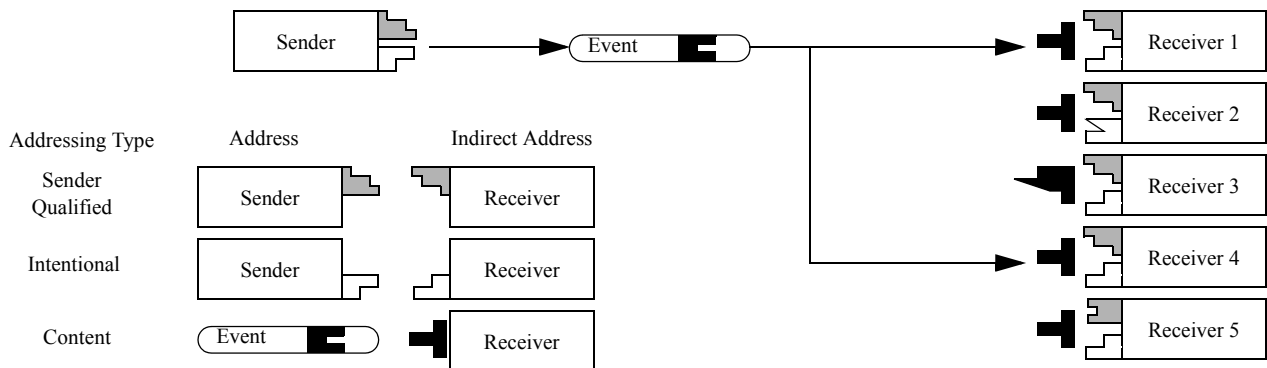 Sender
Event
Receiver 1
Receiver 2
Addressing Type
Address
Indirect Address
Sender
Qualified
Sender
Receiver
Receiver 3
Intentional
Sender
Receiver
Receiver 4
Content
Event
Receiver
Receiver 5